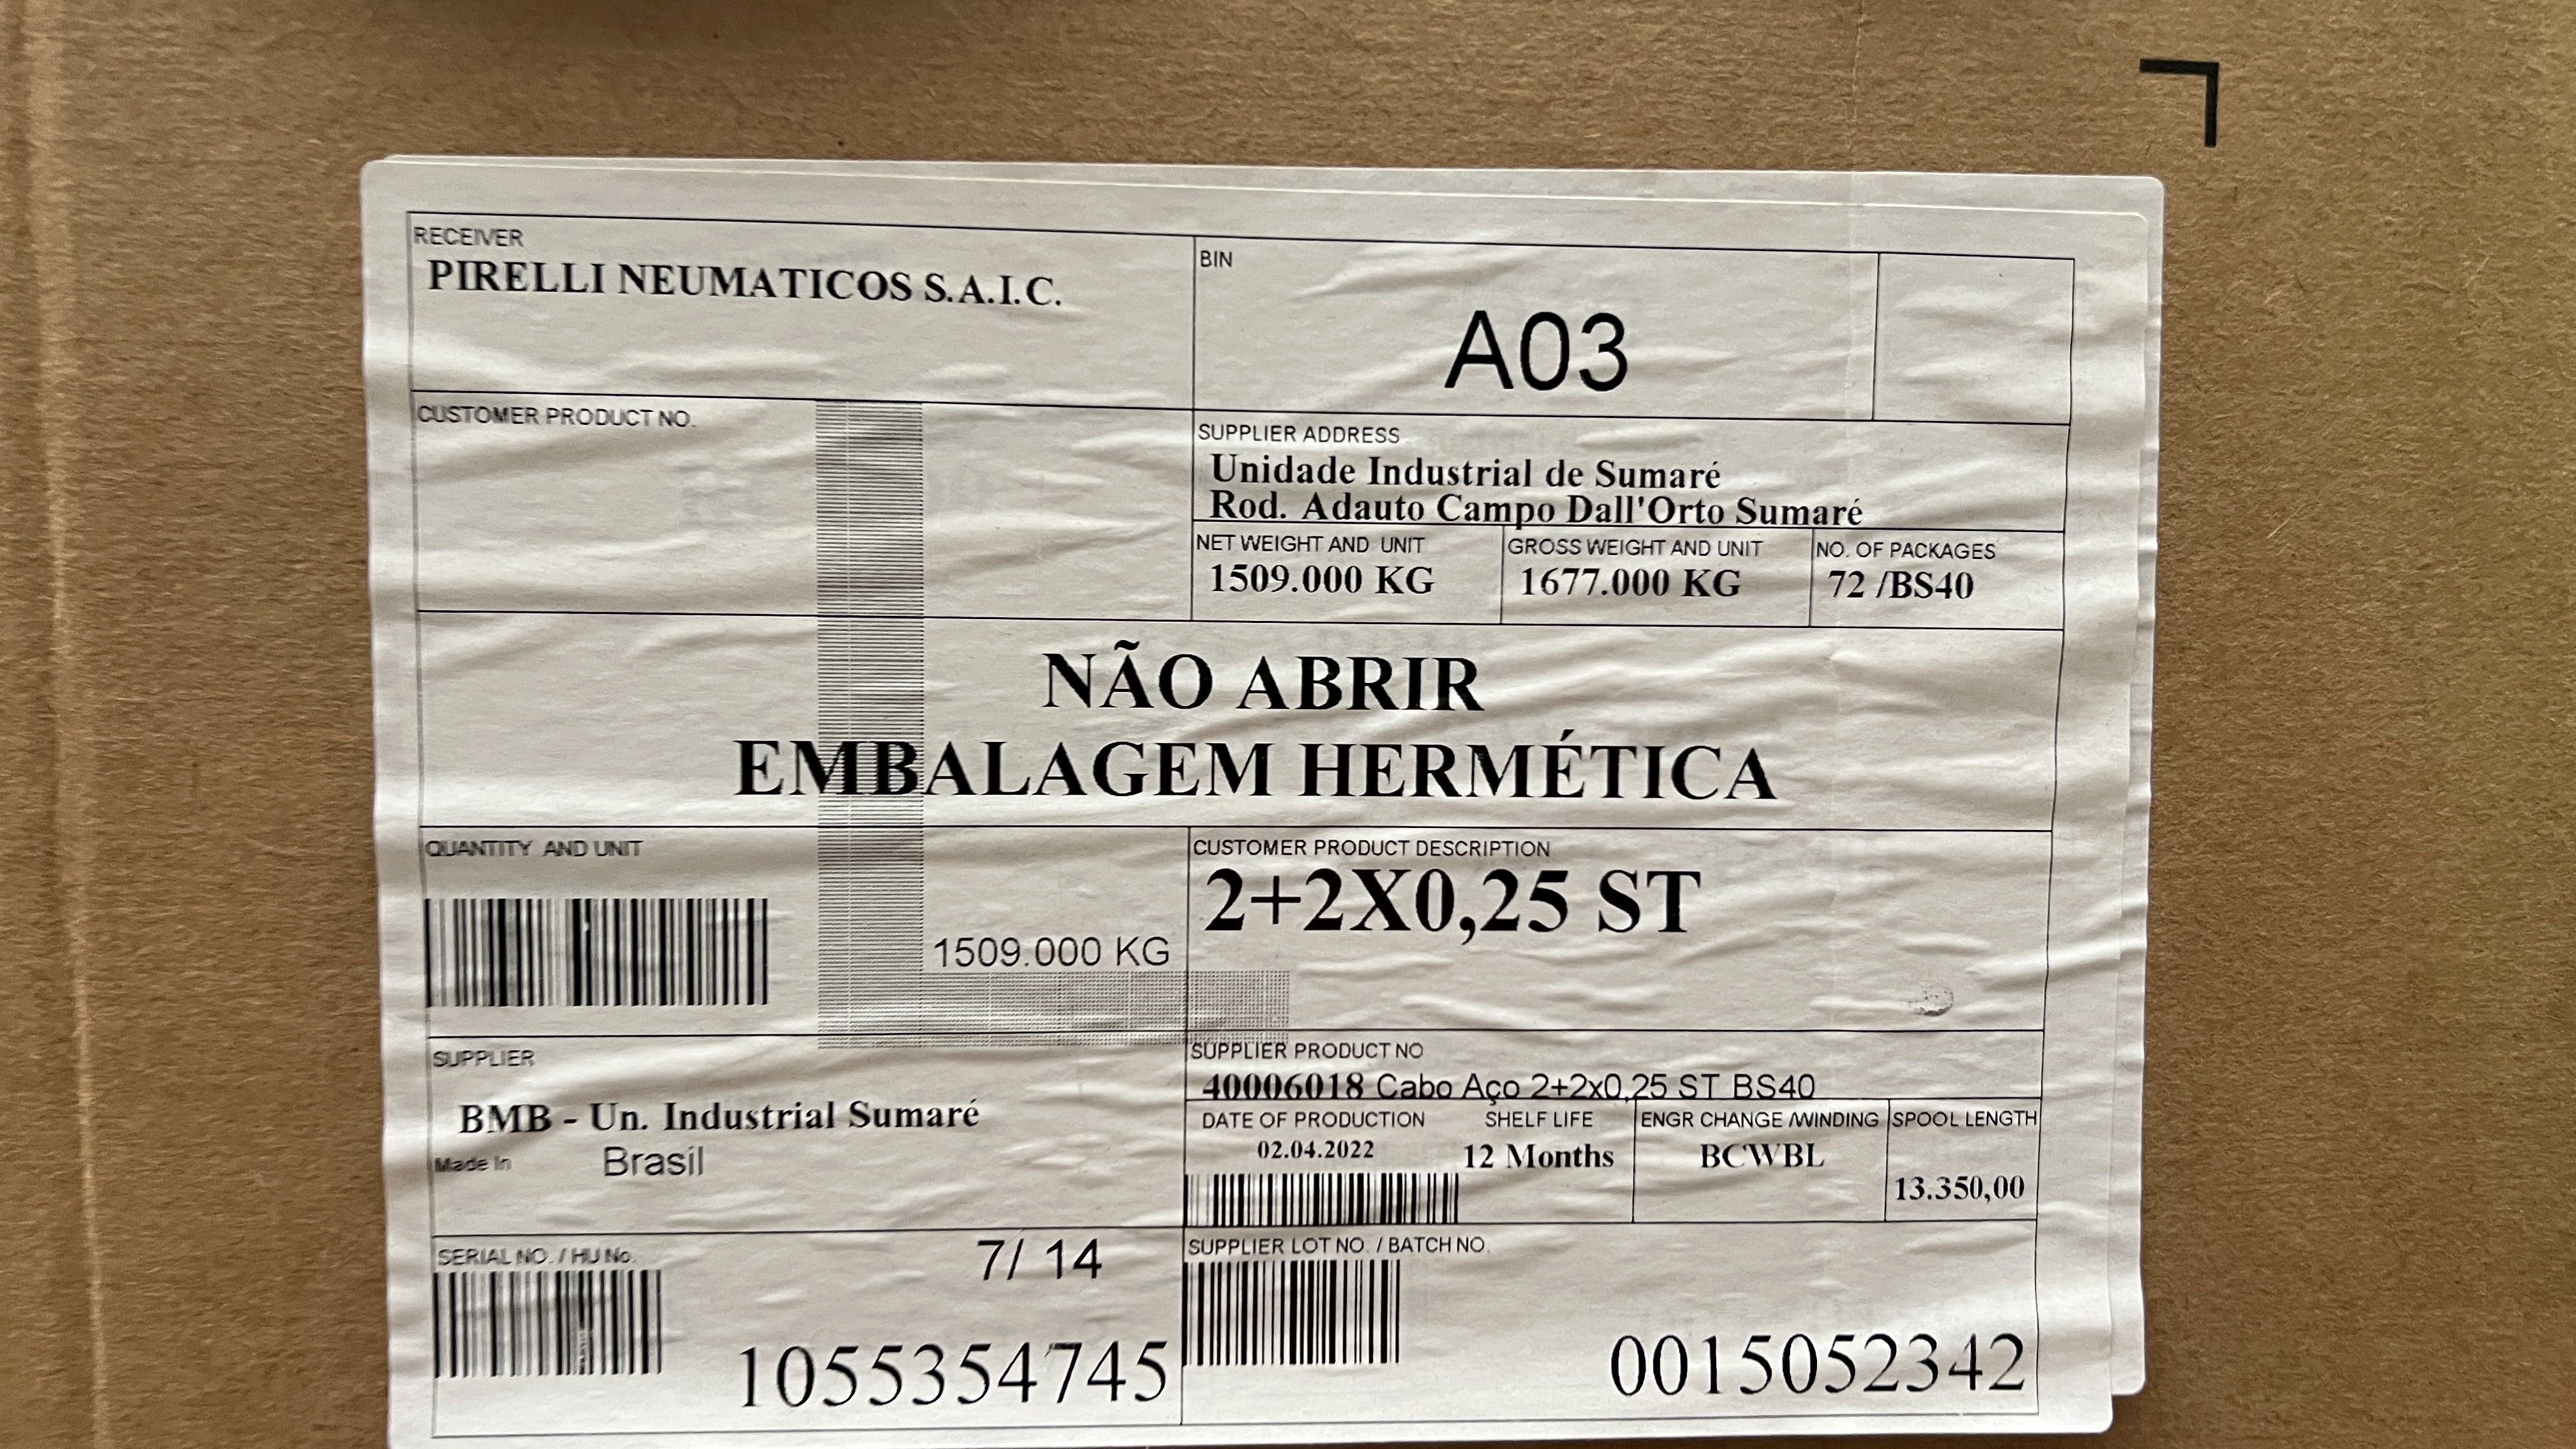 RECEIVER
PIRELLI NEUMATICOS S.A.I.C.
BIN
A03
CUSTOMER PRODUCT NO.
SUPPLIER ADDRESS
Unidade Industrial de Sumaré
Rod. Adauto Campo Dall'Orto Sumaré
NET WEIGHT AND UNIT
1509.000 KG
GROSS WEIGHT AND UNIT
1677.000 KG
NO. OF PACKAGES
72 /BS40
NÃO ABRIR
EMBALAGEM HERMÉTICA
QUANTITY AND UNIT
1509.000 KG
CUSTOMER PRODUCT DESCRIPTION
2+2X0,25 ST
SUPPLIER
BMB - Un. Industrial Sumaré
Made In Brasil
SUPPLIER PRODUCT NO
40006018 Cabo Aço 2+2x0,25 ST BS40
DATE OF PRODUCTION
02.04.2022
SHELF LIFE
12 Months
ENGR CHANGE /WINDING
BCWBL
SPOOL LENGTH
13.350,00
SERIAL NO. / HU No.
7/ 14
1055354745
SUPPLIER LOT NO. / BATCH NO.
0015052342